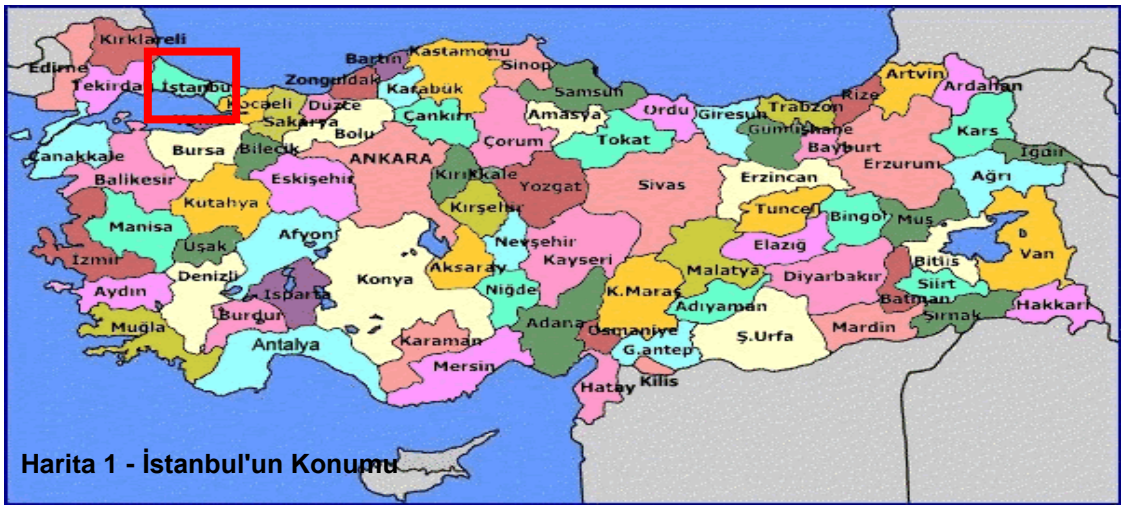 Kırklareli
Edirne
Tekirdağ
İstanbul
Kocaeli
Sakarya
Düzce
Zonguldak
Bartın
Karabük
Kastamonu
Sinop
Samsun
Ordu
Giresun
Trabzon
Rize
Artvin
Ardahan
Kars
Iğdır
Ağrı
Erzurum
Bayburt
Gümüşhane
Bolu
Çankırı
Çorum
Amasya
Tokat
Çanakkale
Balikesir
Bursa
Bilecik
Eskişehir
ANKARA
Kırıkkale
Yozgat
Sivas
Erzincan
Tuncel
Bingöl
Muş
Van
Bitlis
Kutahya
Manisa
Uşak
Afyon
Kırşehir
Nevşehir
Kayseri
Malatya
Elazığ
Diyarbakır
Siirt
Batman
Şırnak
Hakkari
İzmir
Aydın
Denizli
Isparta
Burdur
Konya
Aksaray
Niğde
K.Maraş
Adıyaman
Ş.Urfa
Mardin
Muğla
Antalya
Karaman
Mersin
Adana
Osmaniye
G.antep
Hatay
Kilis
Harita 1 - İstanbul'un Konumu